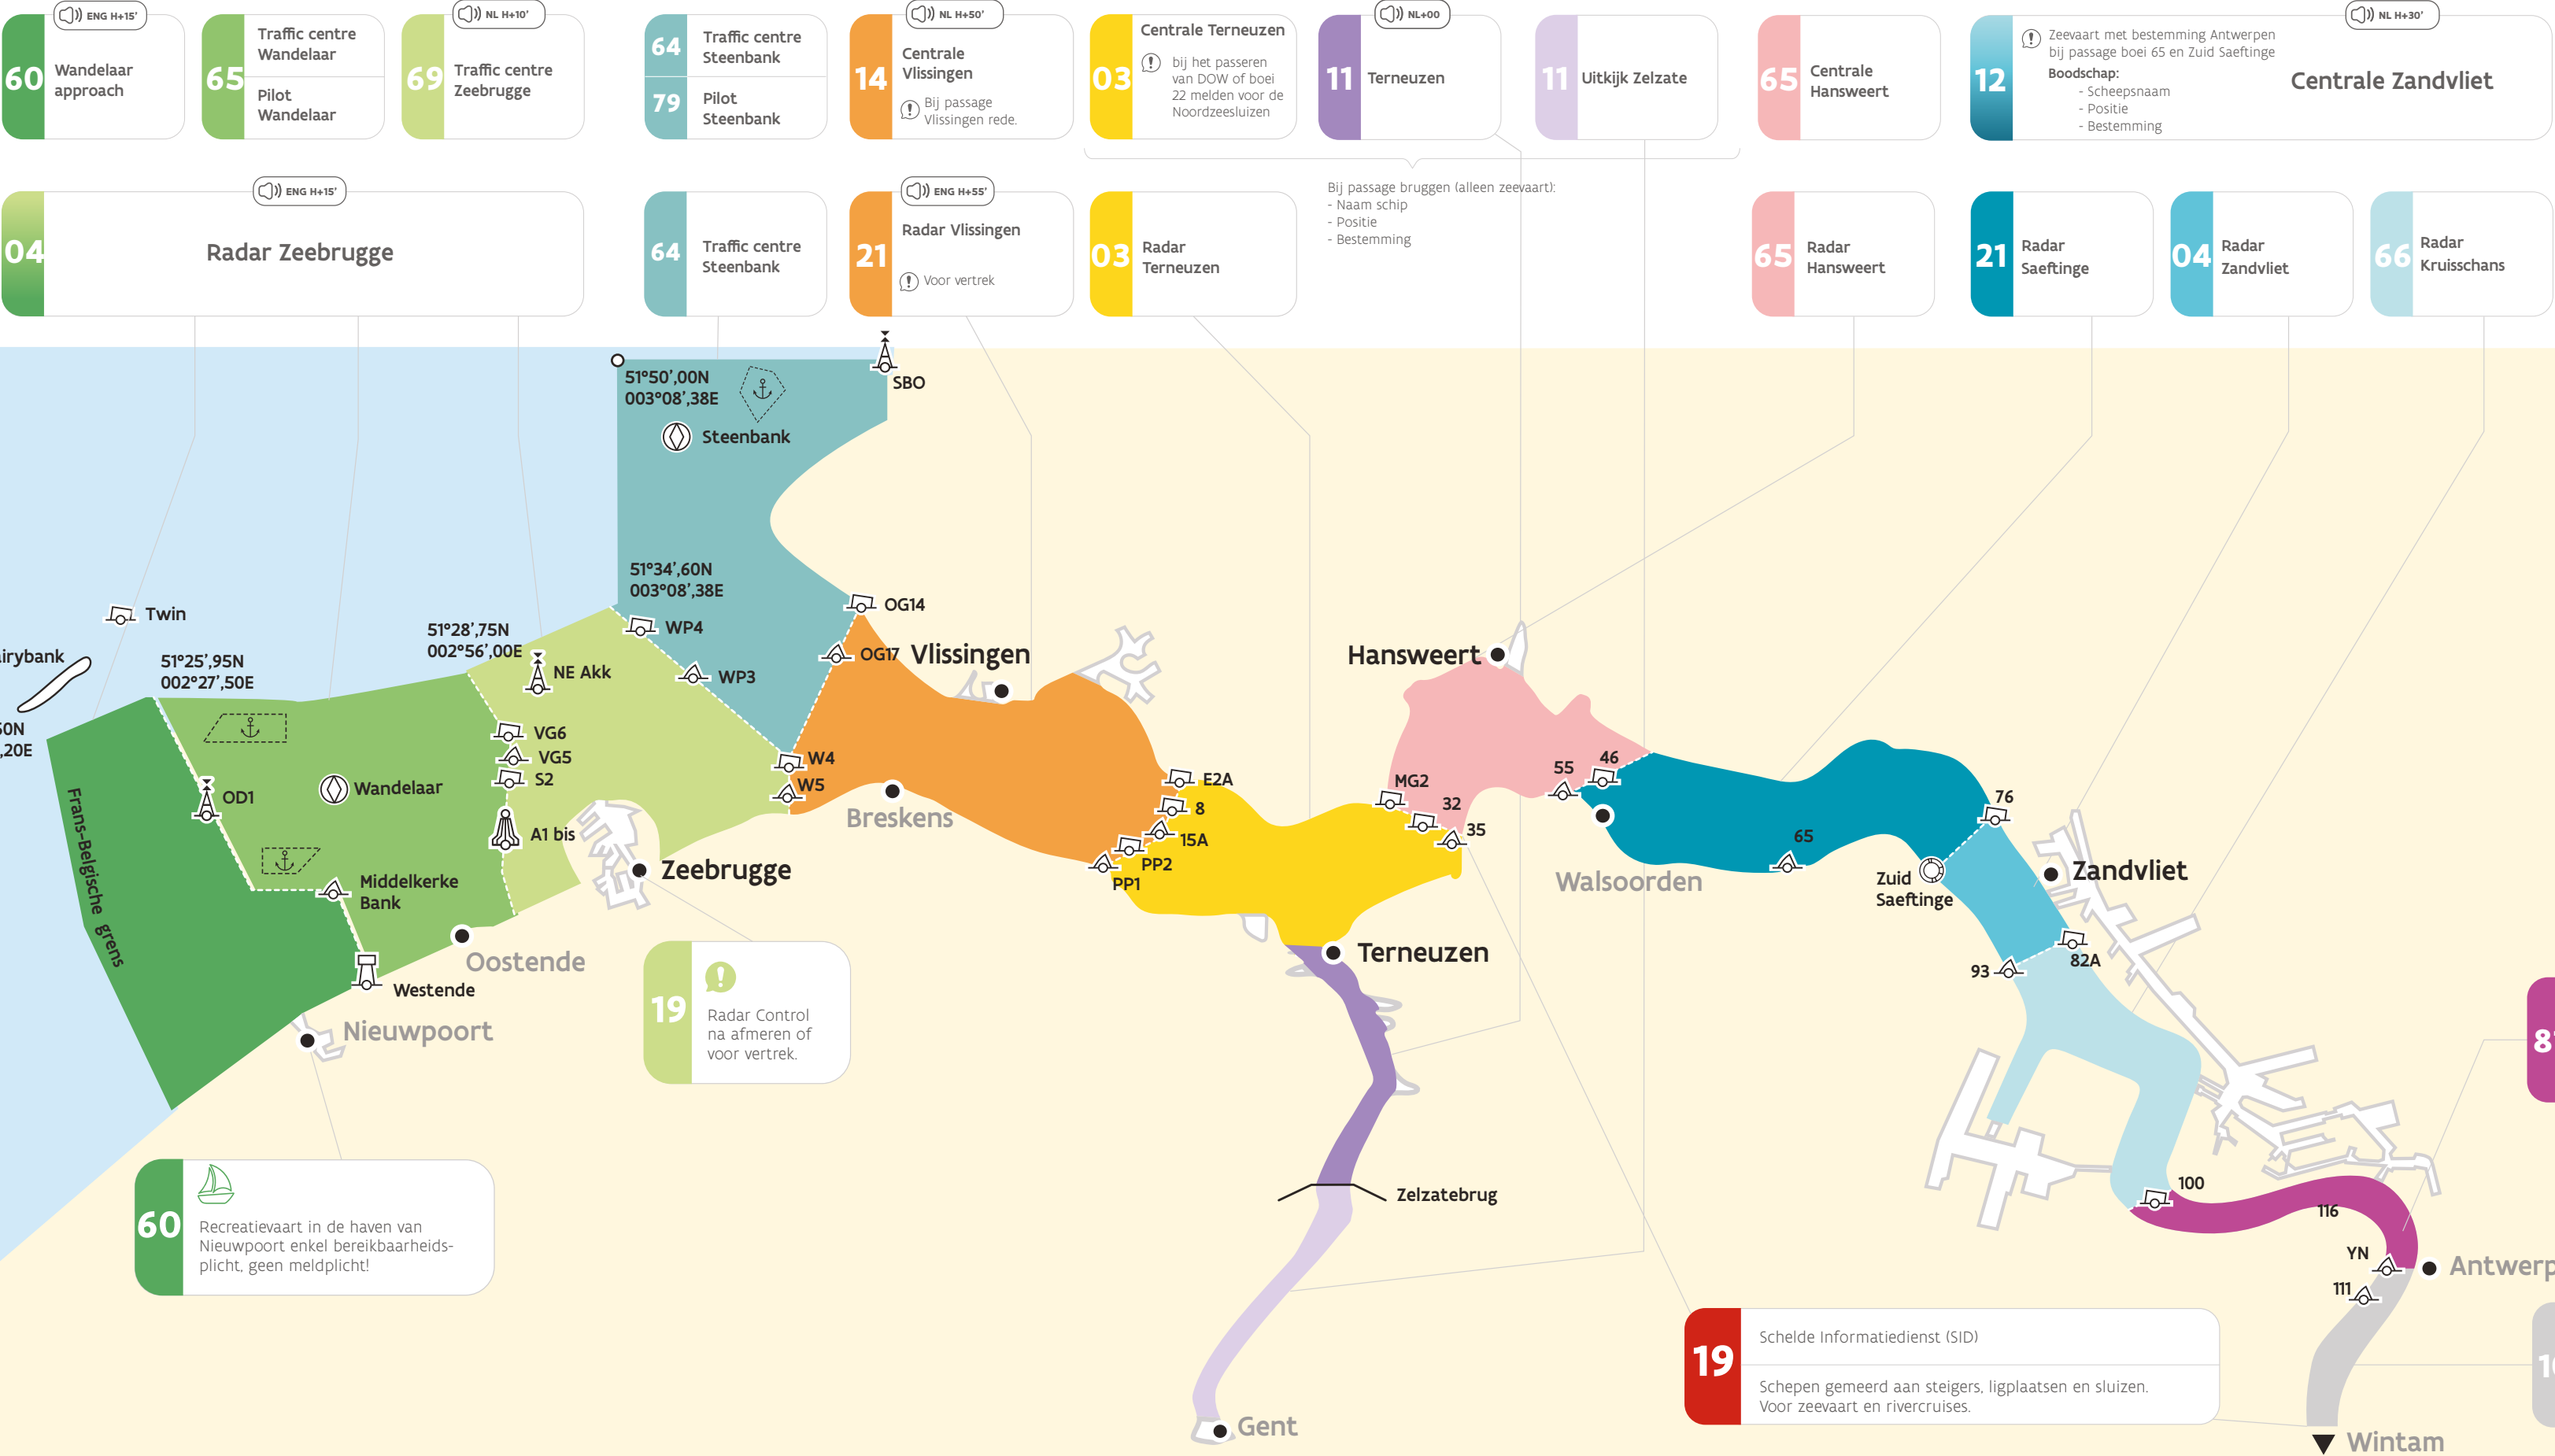 ENG H+15'
60
Wandelaar
approach
65
Traffic centre
Wandelaar
Pilot
Wandelaar
NL H+10'
69
Traffic centre
Zeebrugge
64
Traffic centre
Steenbank
79
Pilot
Steenbank
NL H+50'
14
Centrale
Vlissingen
Bij passage
Vlissingen rede.
03
Centrale Terneuzen
bij het passeren
van DOW of boei
22 melden voor de
Noordzeesluizen
NL+00
11
Terneuzen
11
Uitkijk Zelzate
65
Centrale
Hansweert
NL H+30'
12
Zeevaart met bestemming Antwerpen
bij passage boei 65 en Zuid Saeftinge
Boodschap:
- Scheepsnaam
- Positie
- Bestemming
Centrale Zandvliet
ENG H+15'
04
Radar Zeebrugge
64
Traffic centre
Steenbank
ENG H+55'
21
Radar Vlissingen
Voor vertrek
03
Radar
Terneuzen
Bij passage bruggen (alleen zeevaart):
- Naam schip
- Positie
- Bestemming
65
Radar
Hansweert
21
Radar
Saeftinge
04
Radar
Zandvliet
66
Radar
Kruisschans
51°50',00N
003°08',38E
SBO
Steenbank
51°34',60N
003°08',38E
OG14
WP4
OG17
WP3
Twin
irybank
51°25',95N
002°27',50E
51°28',75N
002°56',00E
NE Akk
0N
,20E
VG6
VG5
S2
A1 bis
W4
W5
Vlissingen
Breskens
OD1
Wandelaar
Frans-Belgische grens
Middelkerke
Bank
Oostende
Westende
Nieuwpoort
Zeebrugge
E2A
8
15A
PP2
PP1
Hansweert
MG2
32
35
55
46
Walsoorden
65
76
Zuid
Saeftinge
Zandvliet
93
82A
Terneuzen
19
Radar Control
na afmeren of
voor vertrek.
60
Recreatievaart in de haven van
Nieuwpoort enkel bereikbaarheids-
plicht, geen meldplicht!
Zelzatebrug
Gent
100
116
YN
111
Antwerp
8
19
Schelde Informatiedienst (SID)
Schepen gemeerd aan steigers, ligplaatsen en sluizen.
Voor zeevaart en rivercruises.
1
Wintam